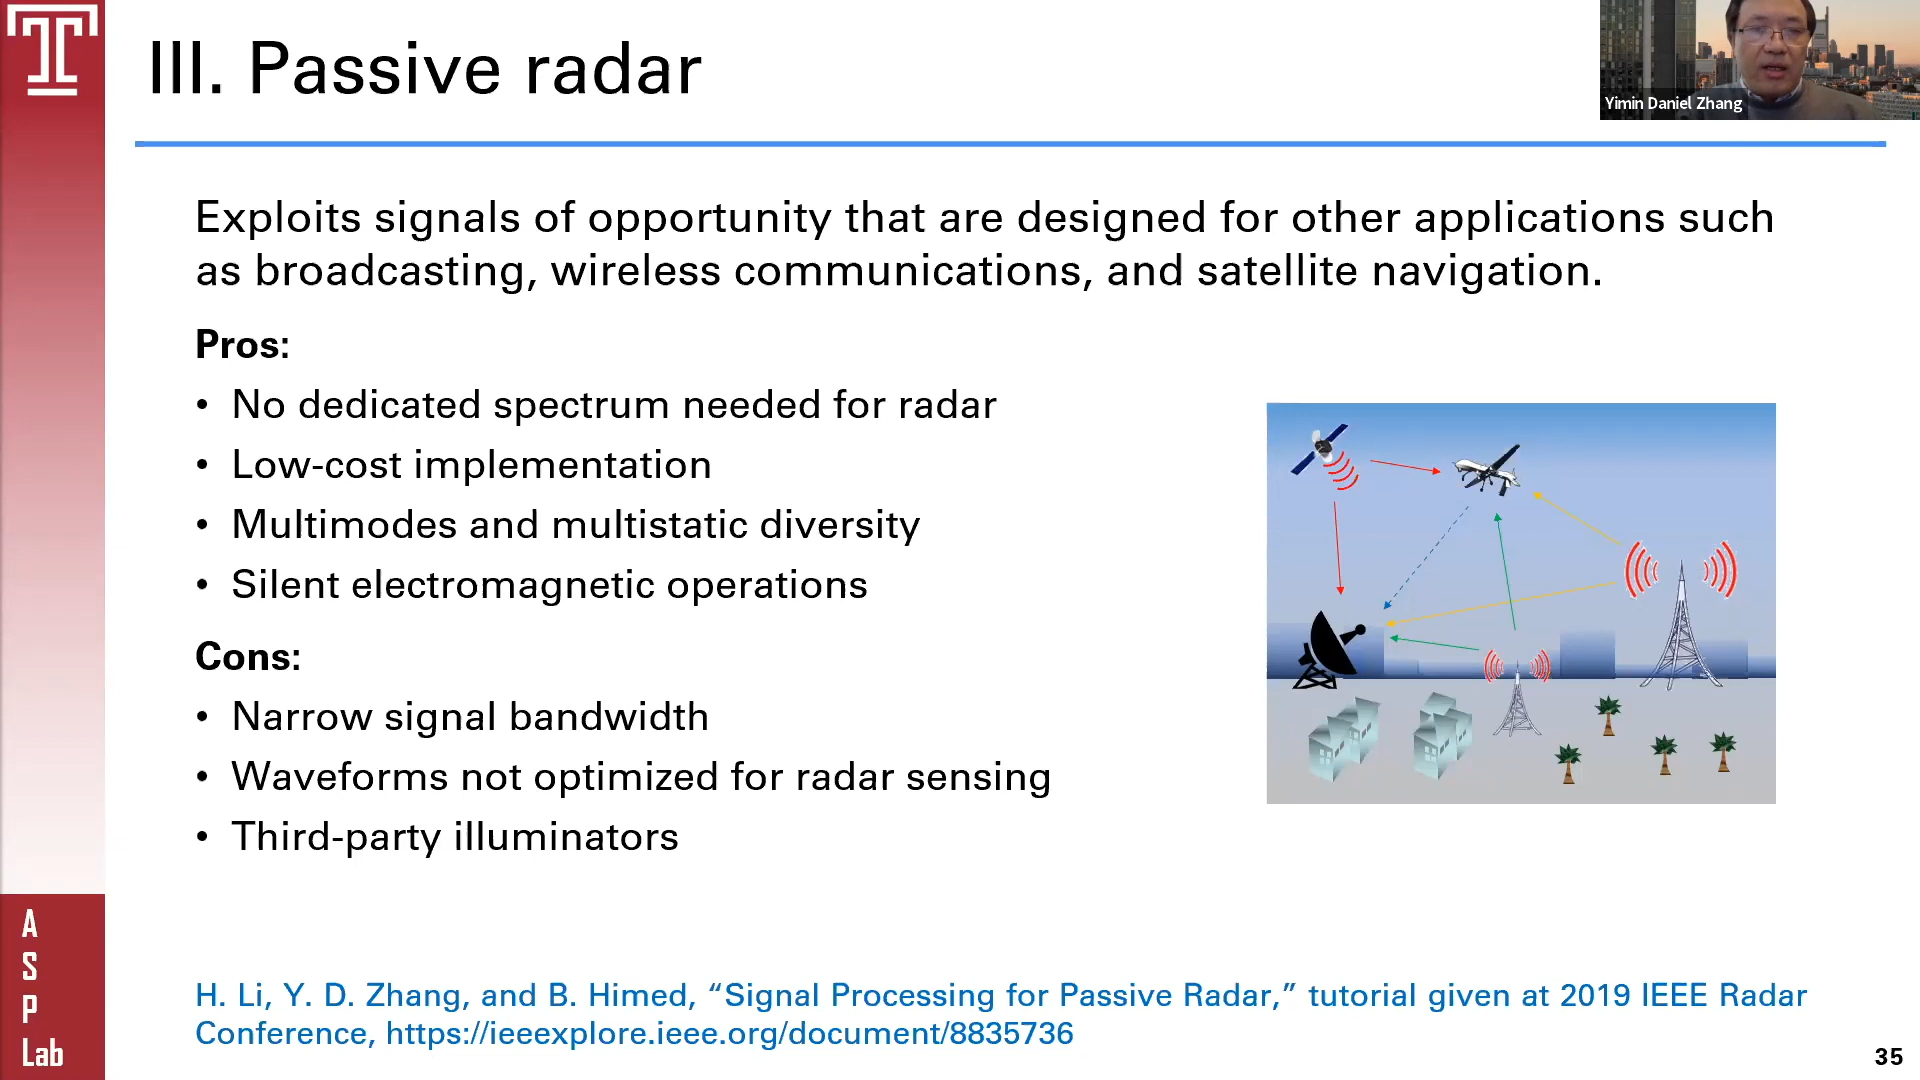 III. Passive radar
Yimin Daniel Zhang
Exploits signals of opportunity that are designed for other applications such
as broadcasting, wireless communications, and satellite navigation.
Pros:
• No dedicated spectrum needed for radar
• Low-cost implementation
• Multimodes and multistatic diversity
• Silent electromagnetic operations
Cons:
• Narrow signal bandwidth
• Waveforms not optimized for radar sensing
• Third-party illuminators
A
S
P
Lab
H. Li, Y. D. Zhang, and B. Himed, “Signal Processing for Passive Radar,” tutorial given at 2019 IEEE Radar
Conference, https://ieeexplore.ieee.org/document/8835736
35